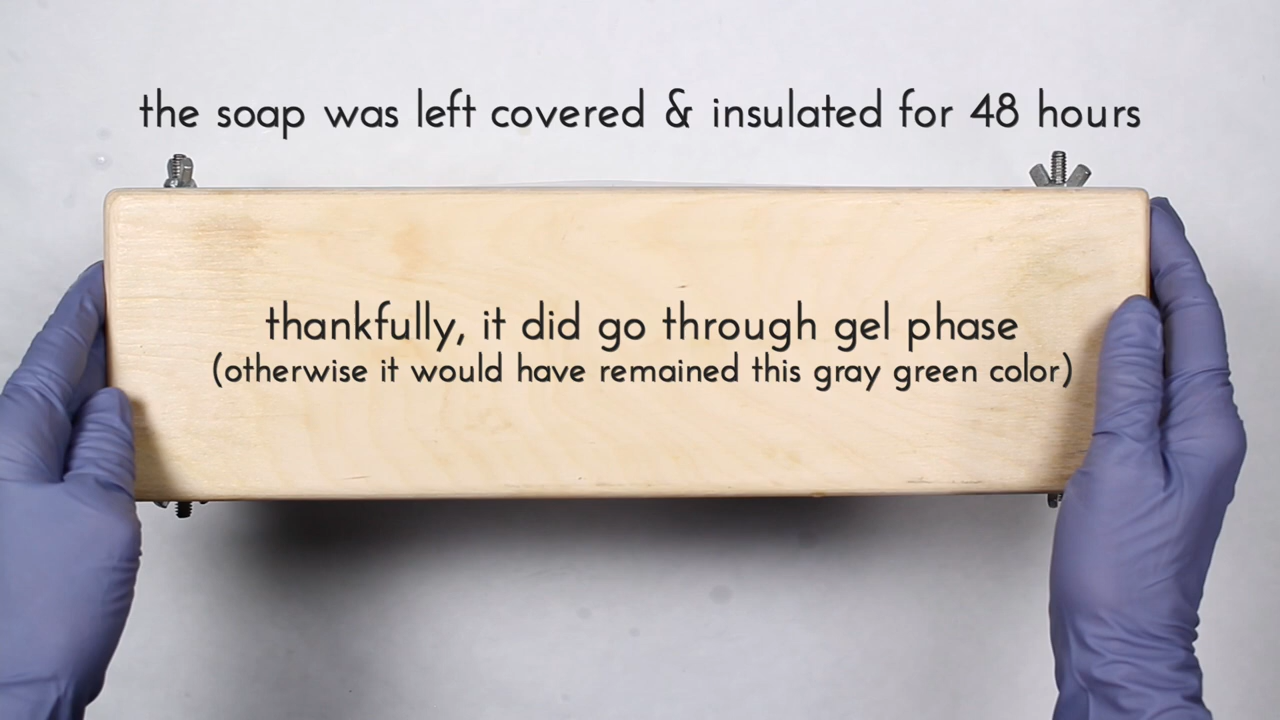 the soap was left covered & insulated for 48 hours
thankfully, it did go through gel phase
(otherwise it would have remained this gray green color)